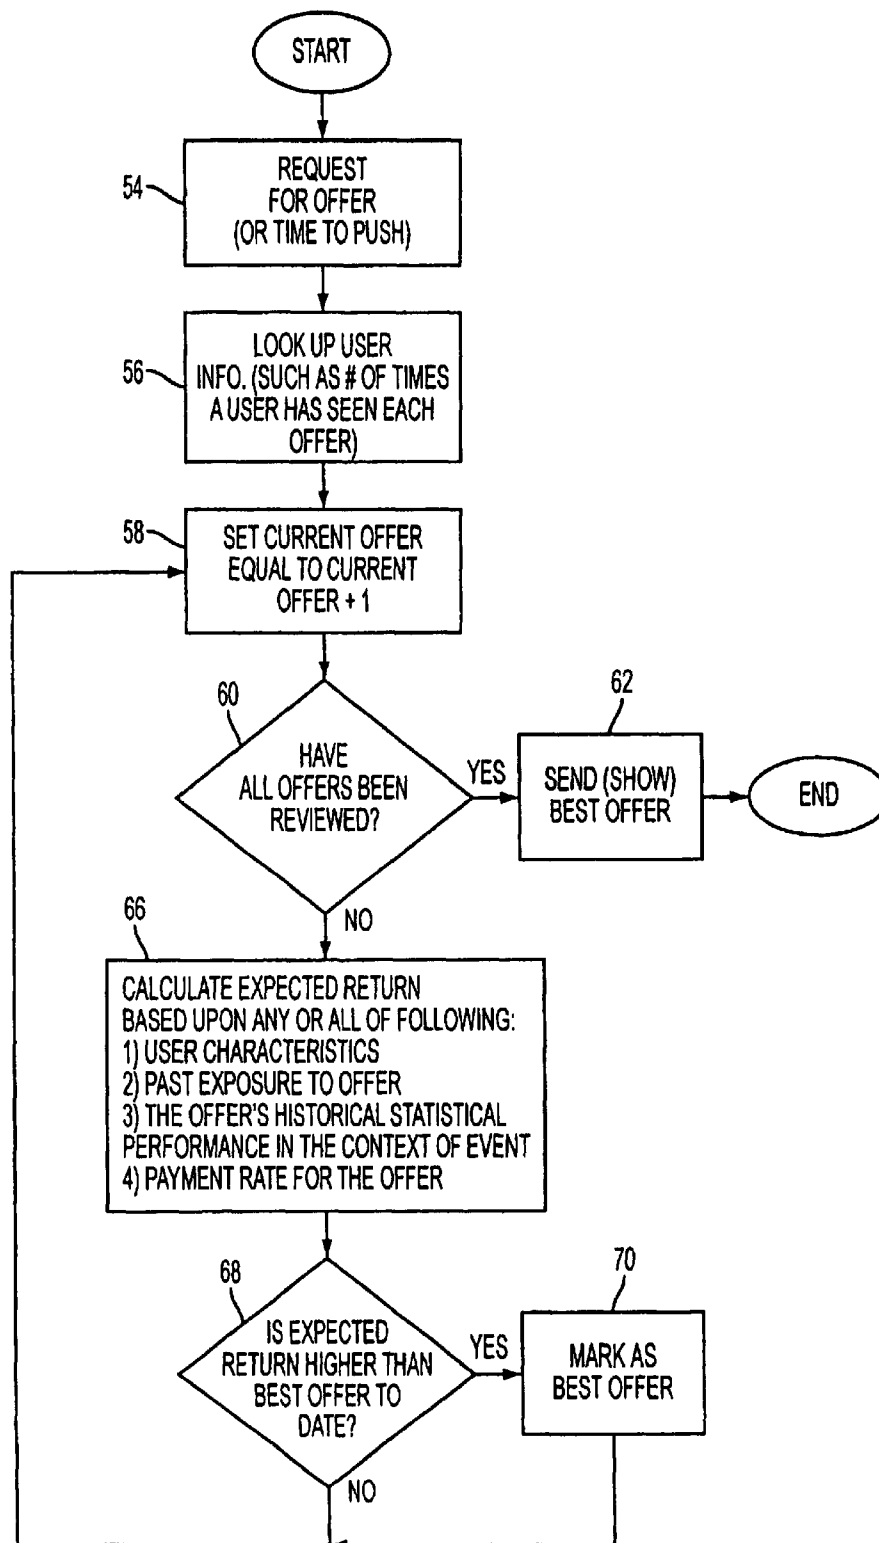 START
54
REQUEST
FOR OFFER
(OR TIME TO PUSH)
56
LOOK UP USER
INFO. (SUCH AS # OF TIMES
A USER HAS SEEN EACH
OFFER)
58
SET CURRENT OFFER
EQUAL TO CURRENT
OFFER + 1
60
HAVE
ALL OFFERS BEEN
REVIEWED?
YES
62
SEND (SHOW)
BEST OFFER
END
NO
66
CALCULATE EXPECTED RETURN
BASED UPON ANY OR ALL OF FOLLOWING:
1) USER CHARACTERISTICS
2) PAST EXPOSURE TO OFFER
3) THE OFFER'S HISTORICAL STATISTICAL
PERFORMANCE IN THE CONTEXT OF EVENT
4) PAYMENT RATE FOR THE OFFER
68
IS EXPECTED
RETURN HIGHER THAN
BEST OFFER TO
DATE?
YES
70
MARK AS
BEST OFFER
NO